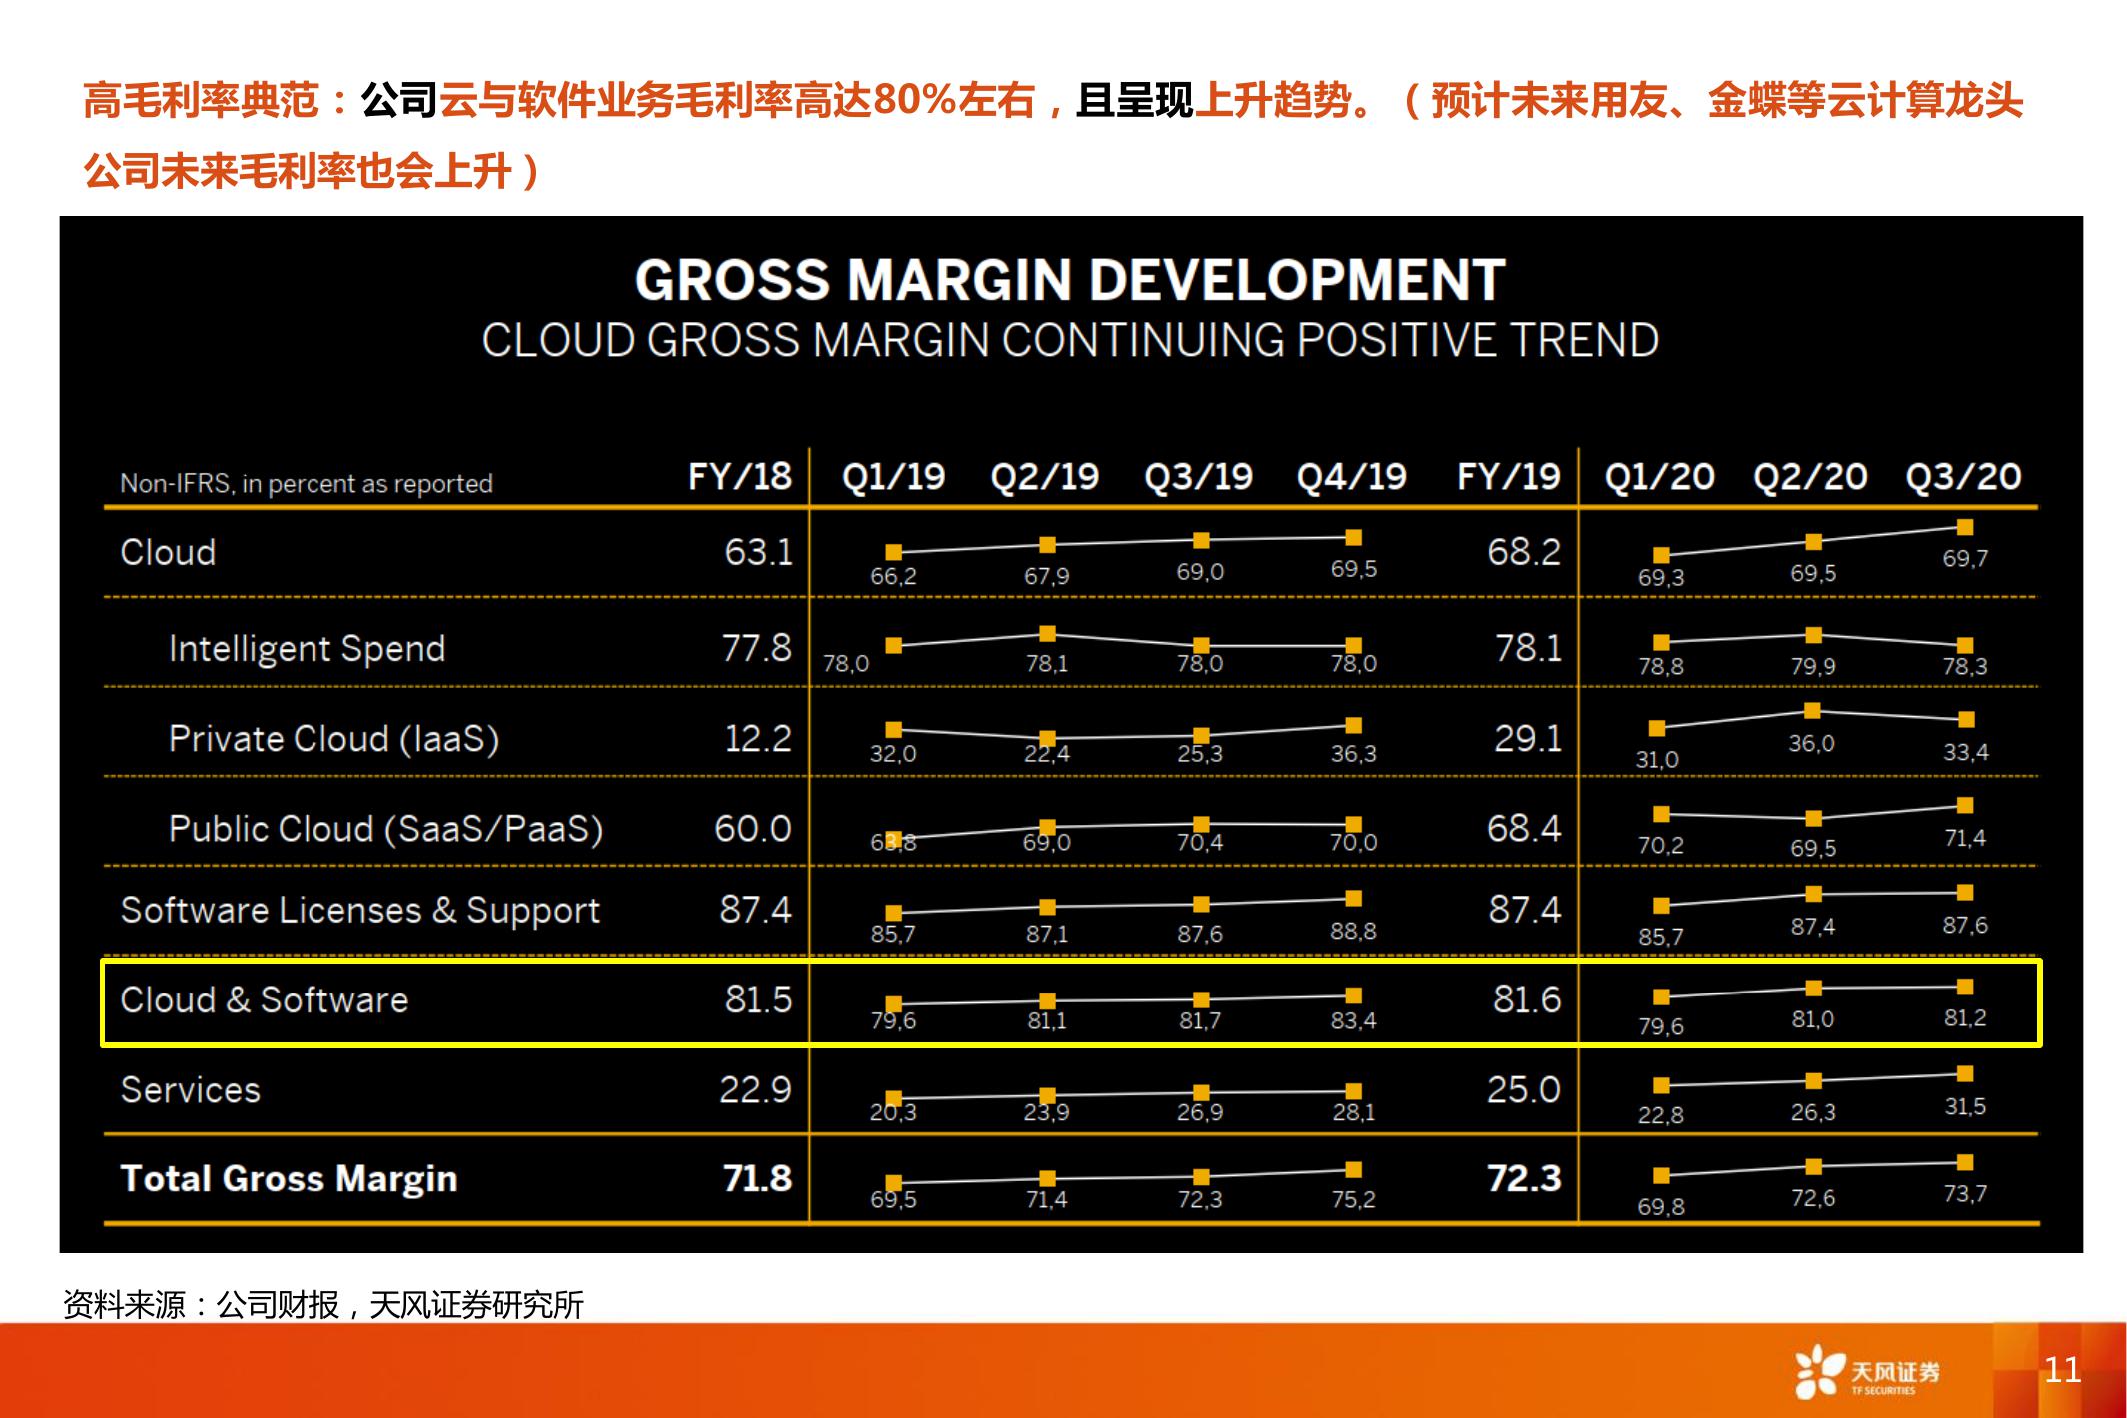 高毛利率典范：公司云与软件业务毛利率高达80%左右，且呈现上升趋势。（预计未来用友、金蝶等云计算龙头
公司未来毛利率也会上升）
GROSS MARGIN DEVELOPMENT
CLOUD GROSS MARGIN CONTINUING POSITIVE TREND
Non-IFRS, in percent as reported FY/18 Q1/19 Q2/19 Q3/19 Q4/19 FY/19 Q1/20 Q2/20 Q3/20
Cloud 63.1 66,2 67,9 69,0 69,5 68.2 69,3 69,5 69,7
Intelligent Spend 77.8 78,0 78,1 78,0 78,0 78.1 78,8 79,9 78,3
Private Cloud (IaaS) 12.2 32,0 22,4 25,3 36,3 29.1 31,0 36,0 33,4
Public Cloud (SaaS/PaaS) 60.0 63,8 69,0 70,4 70,0 68.4 70,2 69,5 71,4
Software Licenses & Support 87.4 85,7 87,1 87,6 88,8 87.4 85,7 87,4 87,6
Cloud & Software 81.5 79,6 81,1 81,7 83,4 81.6 79,6 81,0 81,2
Services 22.9 20,3 23,9 26,9 28,1 25.0 22,8 26,3 31,5
Total Gross Margin 71.8 69,5 71,4 72,3 75,2 72.3 69,8 72,6 73,7
资料来源：公司财报，天风证券研究所
天风证券
TF SECURITIES
11